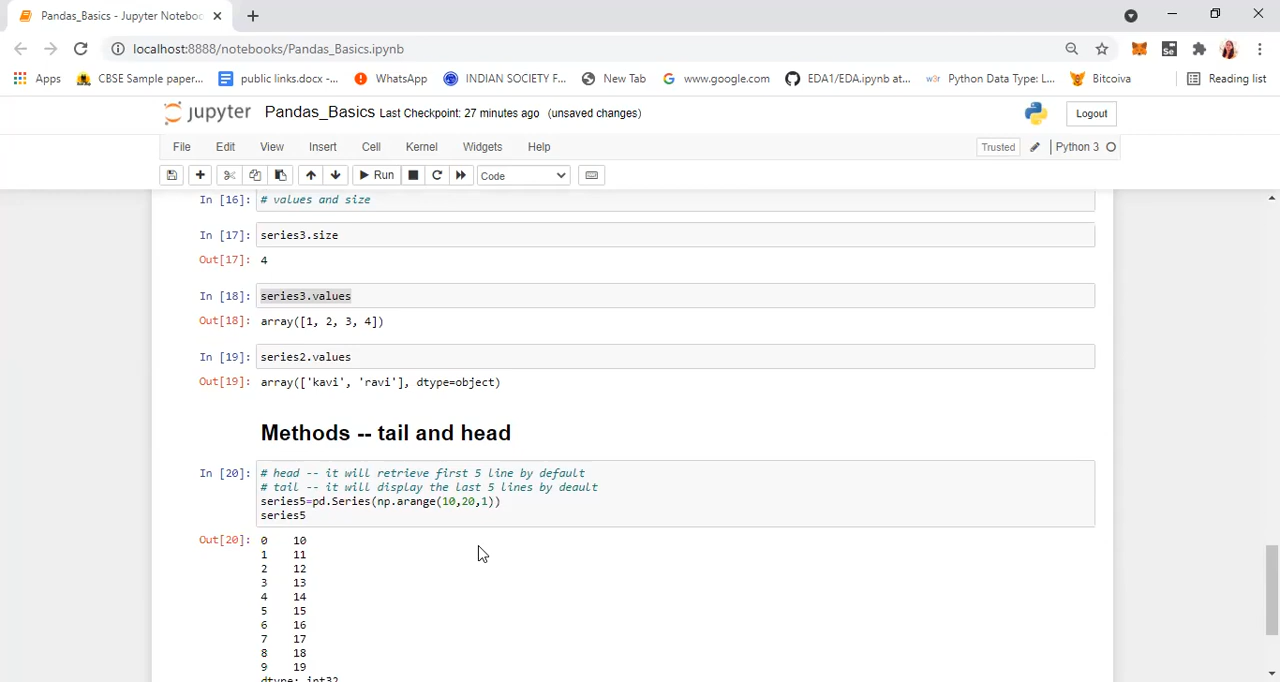 Pandas_Basics - Jupyter Noteboo
localhost:8888/notebooks/Pandas_Basics.ipynb
Apps CBSE Sample paper... public links.docx -... WhatsApp INDIAN SOCIETY F... New Tab www.google.com EDA1/EDA.ipynb at... Python Data Type: L... Bitcoiva Reading list
jupyter Pandas_Basics Last Checkpoint: 27 minutes ago (unsaved changes) Logout
File Edit View Insert Cell Kernel Widgets Help Trusted Python 3
Run Code
In [16]: # values and size
In [17]: series3.size
Out[17]: 4
In [18]: series3.values
Out[18]: array([1, 2, 3, 4])
In [19]: series2.values
Out[19]: array(['kavi', 'ravi'], dtype=object)
Methods -- tail and head
In [20]: # head -- it will retrieve first 5 line by default
# tail -- it will display the last 5 lines by deault
series5=pd.Series(np.arange(10,20,1))
series5
Out[20]: 0 10
1 11
2 12
3 13
4 14
5 15
6 16
7 17
8 18
9 19
dtype: int32